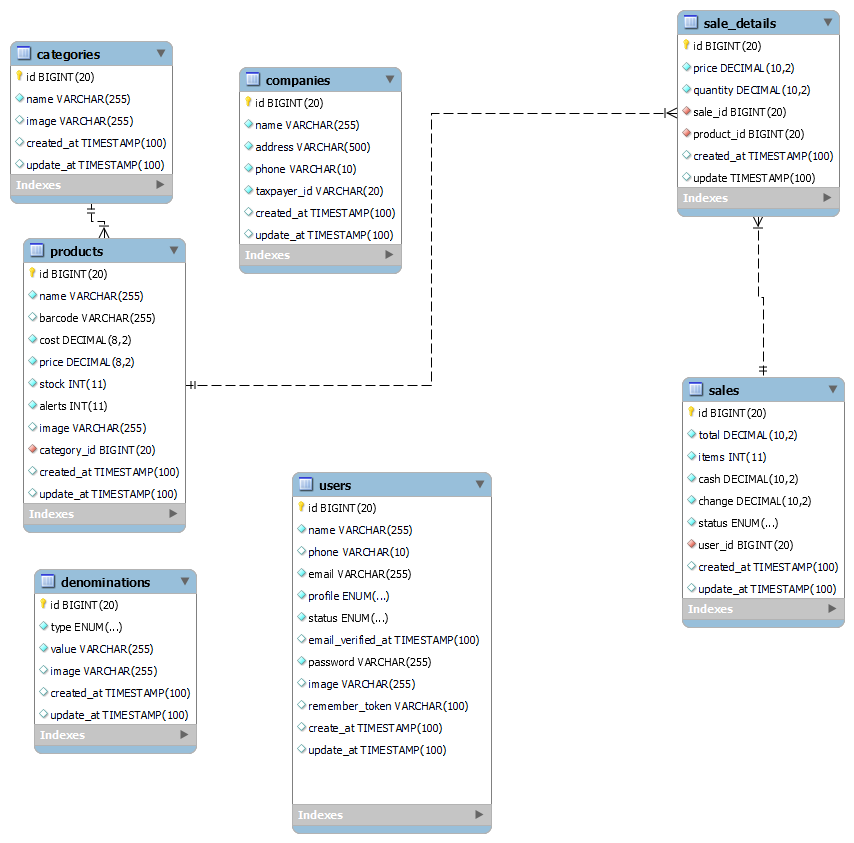 categories
id BIGINT(20)
name VARCHAR(255)
image VARCHAR(255)
created_at TIMESTAMP(100)
update_at TIMESTAMP(100)
Indexes
companies
id BIGINT(20)
name VARCHAR(255)
address VARCHAR(500)
phone VARCHAR(10)
taxpayer_id VARCHAR(20)
created_at TIMESTAMP(100)
update_at TIMESTAMP(100)
Indexes
sale_details
id BIGINT(20)
price DECIMAL(10,2)
quantity DECIMAL(10,2)
sale_id BIGINT(20)
product_id BIGINT(20)
created_at TIMESTAMP(100)
update TIMESTAMP(100)
Indexes
products
id BIGINT(20)
name VARCHAR(255)
barcode VARCHAR(255)
cost DECIMAL(8,2)
price DECIMAL(8,2)
stock INT(11)
alerts INT(11)
image VARCHAR(255)
category_id BIGINT(20)
created_at TIMESTAMP(100)
update_at TIMESTAMP(100)
Indexes
sales
id BIGINT(20)
total DECIMAL(10,2)
items INT(11)
cash DECIMAL(10,2)
change DECIMAL(10,2)
status ENUM(...)
user_id BIGINT(20)
created_at TIMESTAMP(100)
update_at TIMESTAMP(100)
Indexes
users
id BIGINT(20)
name VARCHAR(255)
phone VARCHAR(10)
email VARCHAR(255)
profile ENUM(...)
status ENUM(...)
email_verified_at TIMESTAMP(100)
password VARCHAR(255)
image VARCHAR(255)
remember_token VARCHAR(100)
create_at TIMESTAMP(100)
update_at TIMESTAMP(100)
Indexes
denominations
id BIGINT(20)
type ENUM(...)
value VARCHAR(255)
image VARCHAR(255)
created_at TIMESTAMP(100)
update_at TIMESTAMP(100)
Indexes